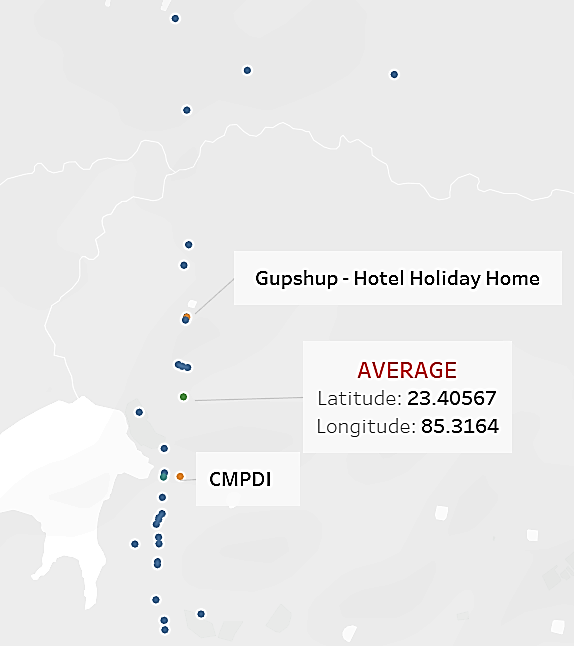 Gupshup - Hotel Holiday Home
AVERAGE
Latitude: 23.40567
Longitude: 85.3164
CMPDI